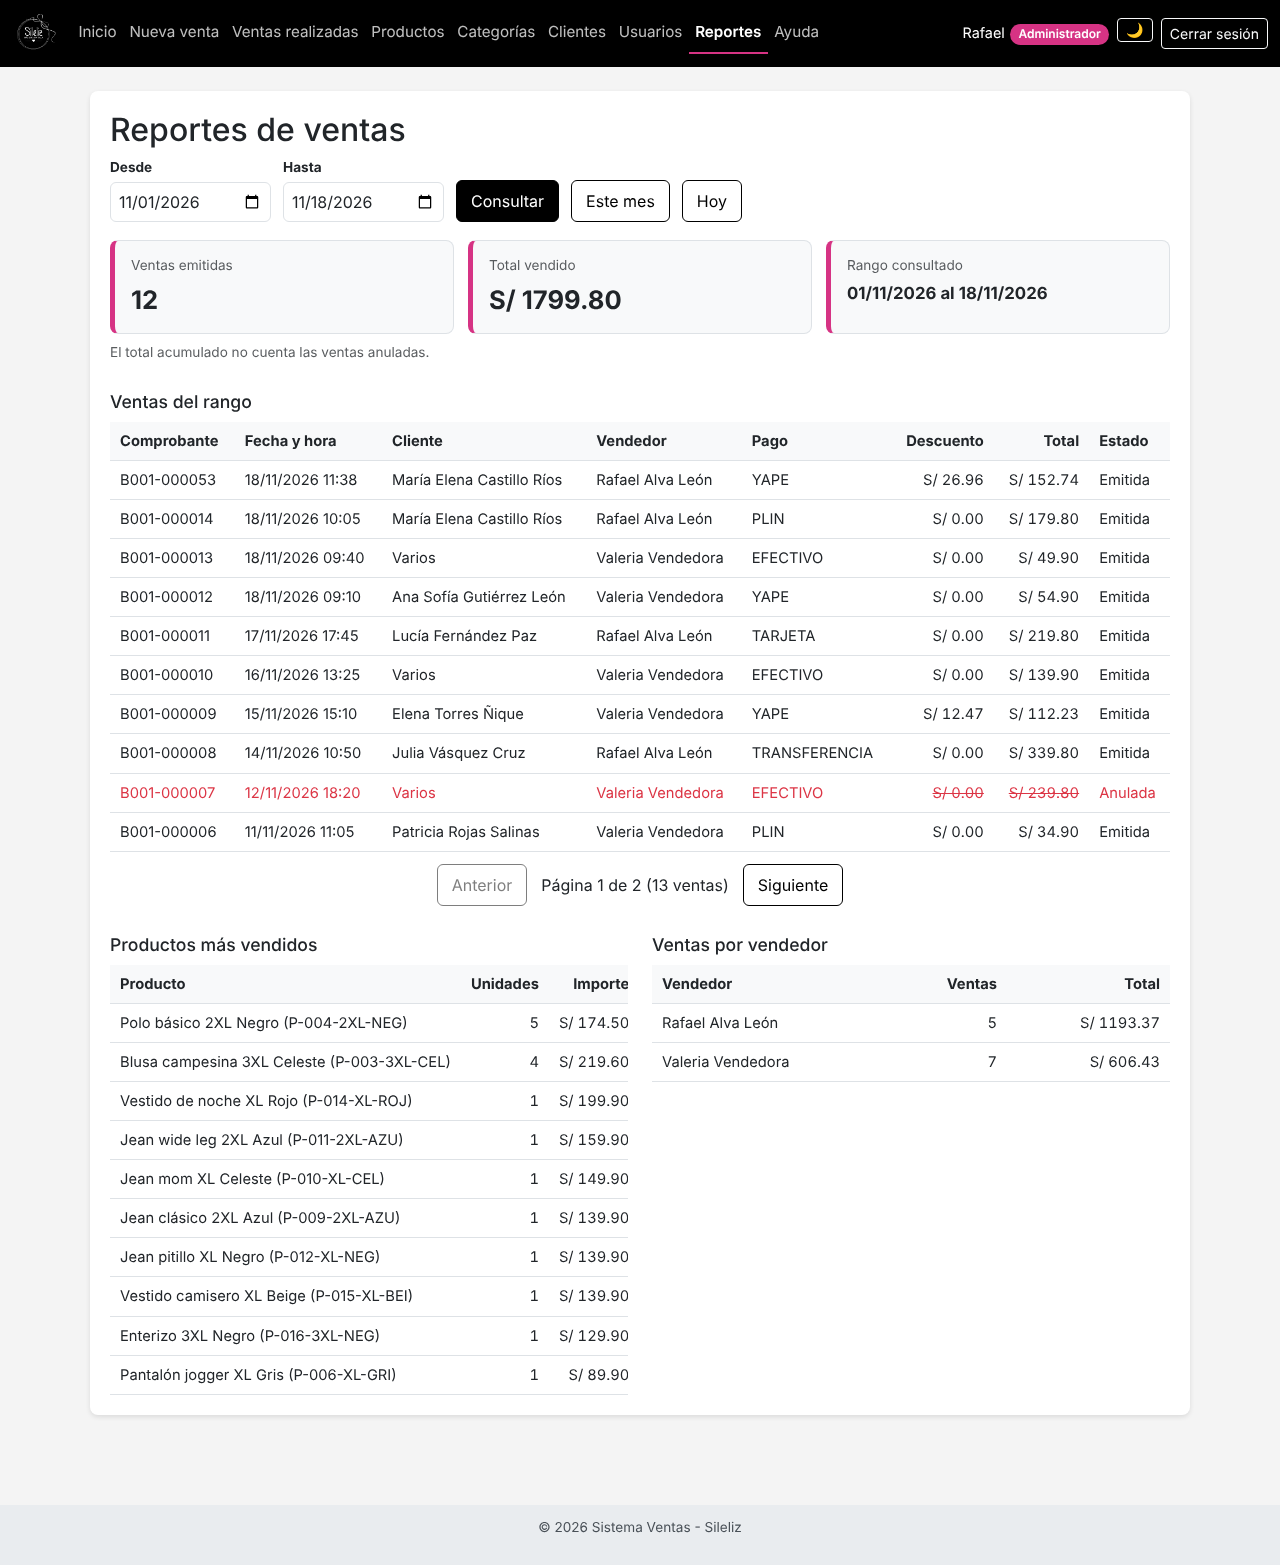 Sileliz
Inicio Nueva venta Ventas realizadas Productos Categorías Clientes Usuarios Reportes Ayuda Rafael Administrador Cerrar sesión
Reportes de ventas
Desde Hasta
11/01/2026 11/18/2026 Consultar Este mes Hoy
Ventas emitidas Total vendido Rango consultado
12 S/ 1799.80 01/11/2026 al 18/11/2026
El total acumulado no cuenta las ventas anuladas.
Ventas del rango
Comprobante Fecha y hora Cliente Vendedor Pago Descuento Total Estado
B001-000053 18/11/2026 11:38 María Elena Castillo Ríos Rafael Alva León YAPE S/ 26.96 S/ 152.74 Emitida
B001-000014 18/11/2026 10:05 María Elena Castillo Ríos Rafael Alva León PLIN S/ 0.00 S/ 179.80 Emitida
B001-000013 18/11/2026 09:40 Varios Valeria Vendedora EFECTIVO S/ 0.00 S/ 49.90 Emitida
B001-000012 18/11/2026 09:10 Ana Sofía Gutiérrez León Valeria Vendedora YAPE S/ 0.00 S/ 54.90 Emitida
B001-000011 17/11/2026 17:45 Lucía Fernández Paz Rafael Alva León TARJETA S/ 0.00 S/ 219.80 Emitida
B001-000010 16/11/2026 13:25 Varios Valeria Vendedora EFECTIVO S/ 0.00 S/ 139.90 Emitida
B001-000009 15/11/2026 15:10 Elena Torres Ñique Valeria Vendedora YAPE S/ 12.47 S/ 112.23 Emitida
B001-000008 14/11/2026 10:50 Julia Vásquez Cruz Rafael Alva León TRANSFERENCIA S/ 0.00 S/ 339.80 Emitida
B001-000007 12/11/2026 18:20 Varios Valeria Vendedora EFECTIVO S/ 0.00 S/ 239.80 Anulada
B001-000006 11/11/2026 11:05 Patricia Rojas Salinas Valeria Vendedora PLIN S/ 0.00 S/ 34.90 Emitida
Anterior Página 1 de 2 (13 ventas) Siguiente
Productos más vendidos
Producto Unidades Importe
Polo básico 2XL Negro (P-004-2XL-NEG) 5 S/ 174.50
Blusa campesina 3XL Celeste (P-003-3XL-CEL) 4 S/ 219.60
Vestido de noche XL Rojo (P-014-XL-ROJ) 1 S/ 199.90
Jean wide leg 2XL Azul (P-011-2XL-AZU) 1 S/ 159.90
Jean mom XL Celeste (P-010-XL-CEL) 1 S/ 149.90
Jean clásico 2XL Azul (P-009-2XL-AZU) 1 S/ 139.90
Jean pitillo XL Negro (P-012-XL-NEG) 1 S/ 139.90
Vestido camisero XL Beige (P-015-XL-BEI) 1 S/ 139.90
Enterizo 3XL Negro (P-016-3XL-NEG) 1 S/ 129.90
Pantalón jogger XL Gris (P-006-XL-GRI) 1 S/ 89.90
Ventas por vendedor
Vendedor Ventas Total
Rafael Alva León 5 S/ 1193.37
Valeria Vendedora 7 S/ 606.43
© 2026 Sistema Ventas - Sileliz